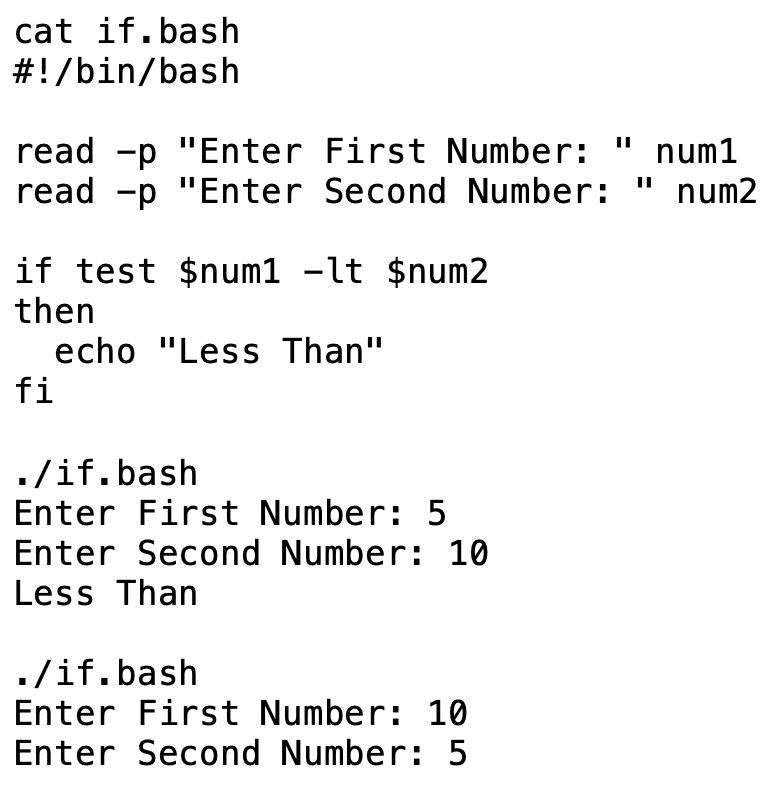 cat if.bash
#!/bin/bash
read -p "Enter First Number: " num1
read -p "Enter Second Number: " num2
if test $num1 -lt $num2
then
  echo "Less Than"
fi
./if.bash
Enter First Number: 5
Enter Second Number: 10
Less Than
./if.bash
Enter First Number: 10
Enter Second Number: 5